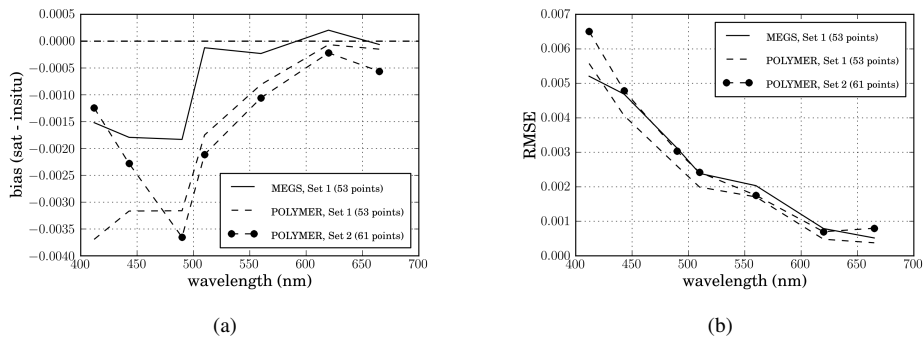 0.0005
0.0000
−0.0005
−0.0010
−0.0015
−0.0020
−0.0025
−0.0030
−0.0035
−0.0040
bias (sat - insitu)
400 450 500 550 600 650 700
wavelength (nm)
MEGS, Set 1 (53 points)
POLYMER, Set 1 (53 points)
POLYMER, Set 2 (61 points)
(a)
0.007
0.006
0.005
0.004
0.003
0.002
0.001
0.000
RMSE
400 450 500 550 600 650 700
wavelength (nm)
MEGS, Set 1 (53 points)
POLYMER, Set 1 (53 points)
POLYMER, Set 2 (61 points)
(b)